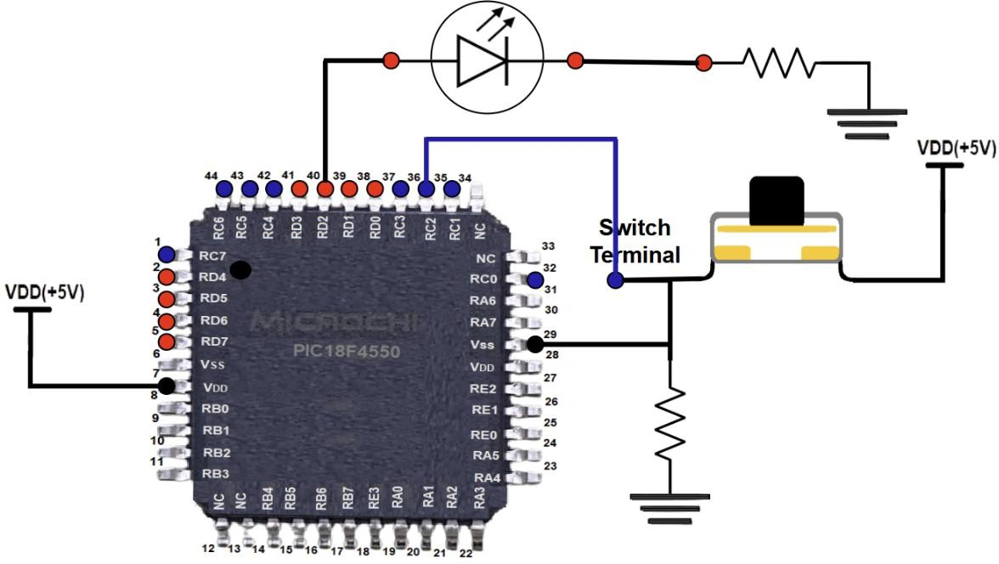 VDD(+5V)
44 43 42 41 40 39 38 37 36 35 34
RC6 RC5 RC4 RD3 RD2 RD1 RD0 RC3 RC2 RC1 NC
Switch
Terminal
1 RC7
2 RD4
3 RD5
4 RD6
5 RD7
6 VSS
7 VDD
8 RB0
9 RB1
10 RB2
11 RB3
VDD(+5V)
MICROCHI
PIC18F4550
NC 33
RC0 32
RA6 31
RA7 30
Vss 29
VDD 28
RE2 27
RE1 26
RE0 25
RA5 24
RA4 23
NC NC RB4 RB5 RB6 RB7 RE3 RA0 RA1 RA2 RA3
12 13 14 15 16 17 18 19 20 21 22